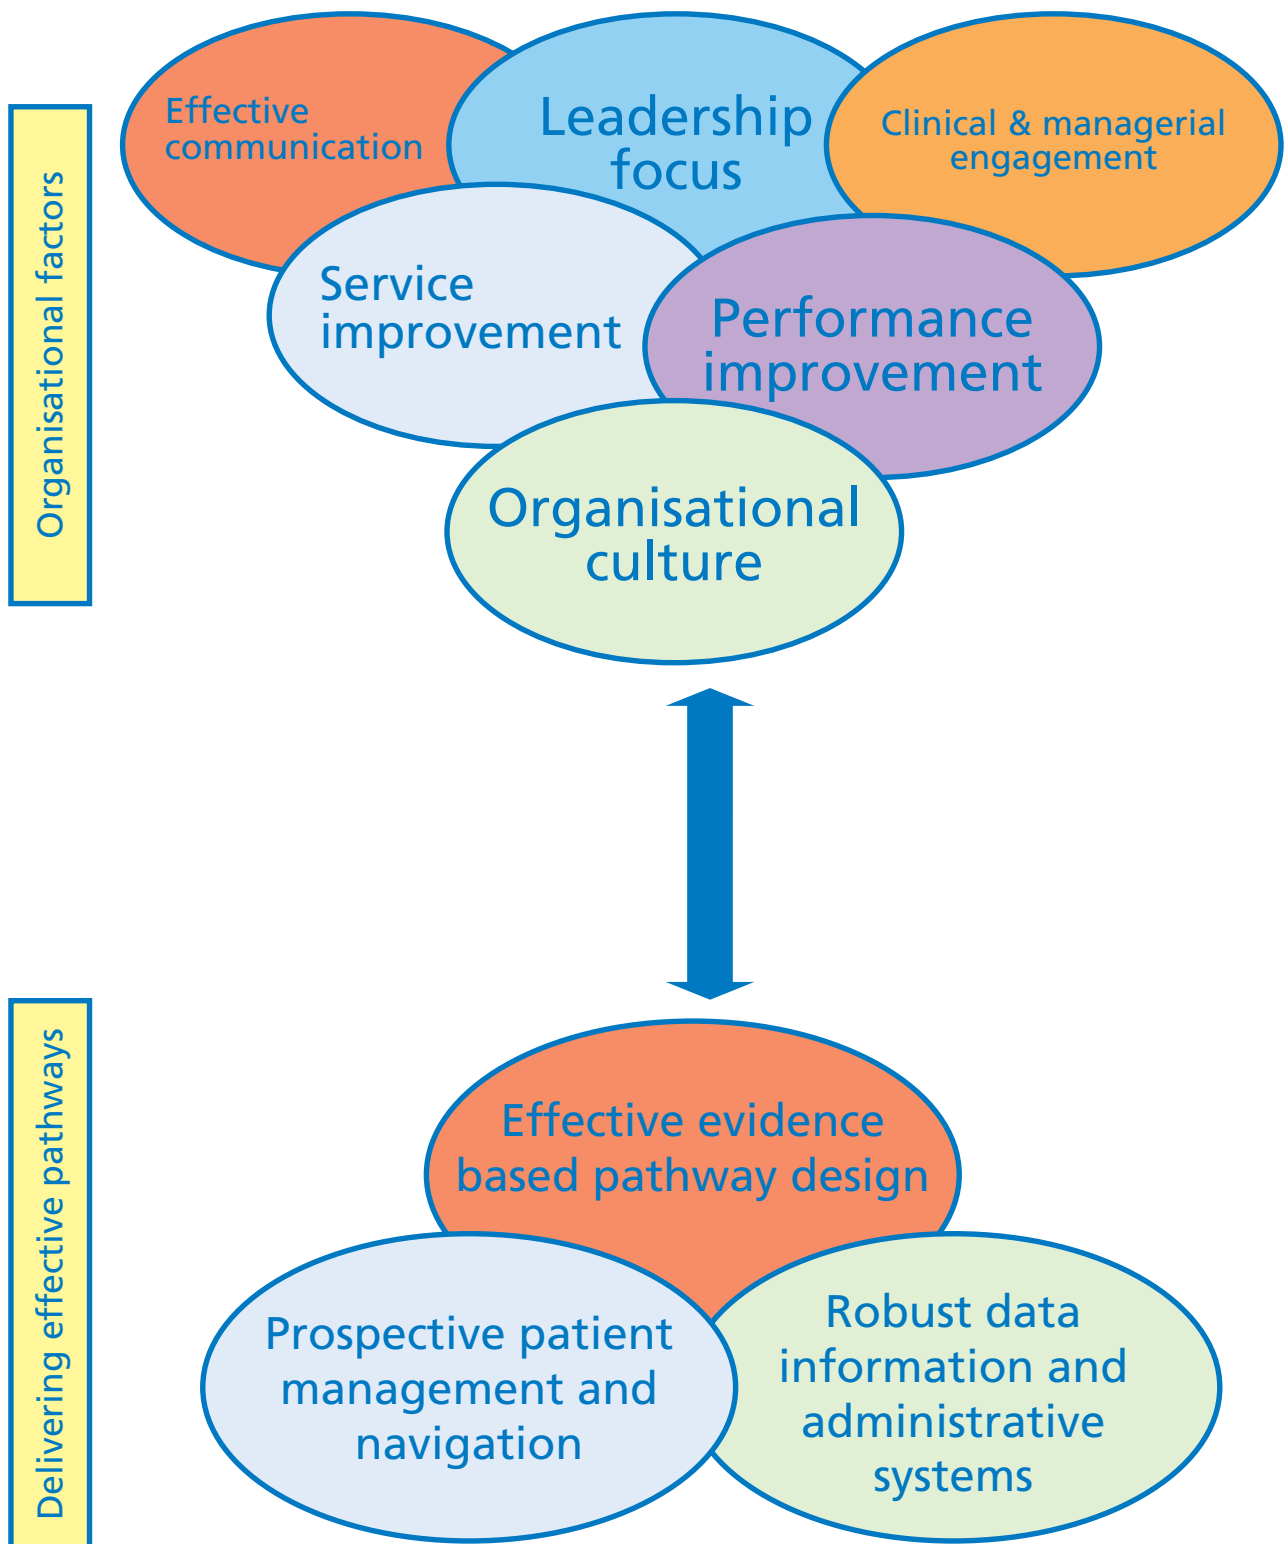 Organisational factors
Effective
communication
Leadership
focus
Clinical & managerial
engagement
Service
improvement
Performance
improvement
Organisational
culture
Delivering effective pathways
Effective evidence
based pathway design
Prospective patient
management and
navigation
Robust data
information and
administrative
systems